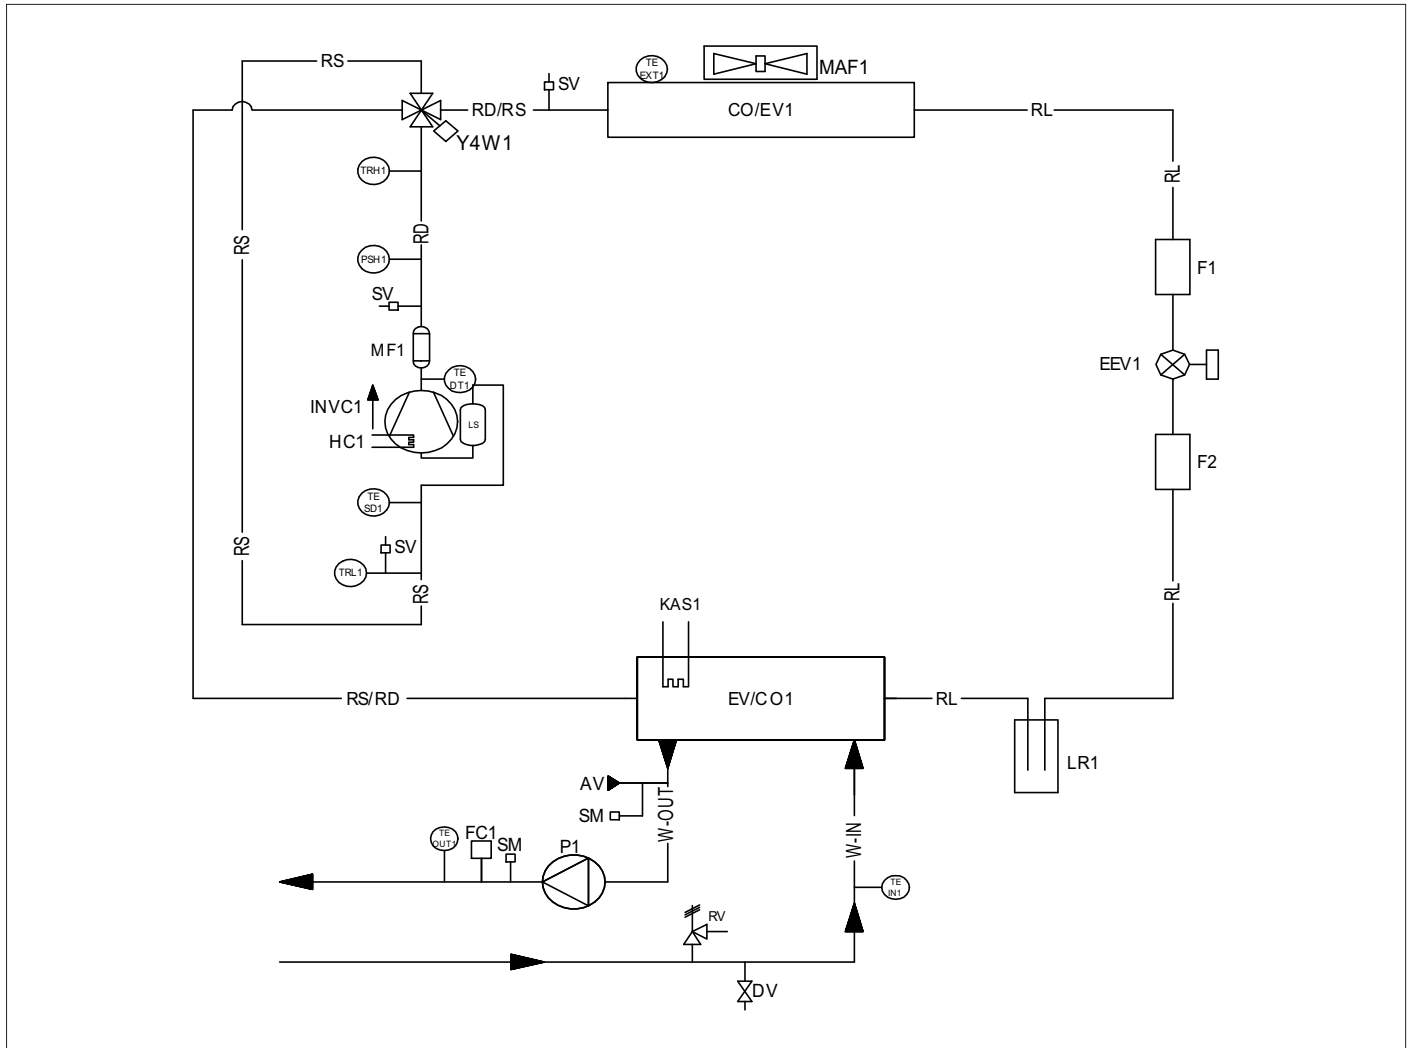 RS
TE
EXT1
MAF1
SV
RD/RS
CO/EV1
RL
Y4W1
TRH1
RL
RD
RS
PSH1
F1
SV
MF1
EEV1
TE
DT1
INVC1
LS
HC1
F2
TE
SD1
RS
SV
TRL1
RS
RL
KAS1
RS/RD
EV/CO1
RL
LR1
AV
SM
W-OUT
W-IN
TE
OUT1
FC1
SM
P1
TE
IN1
RV
DV